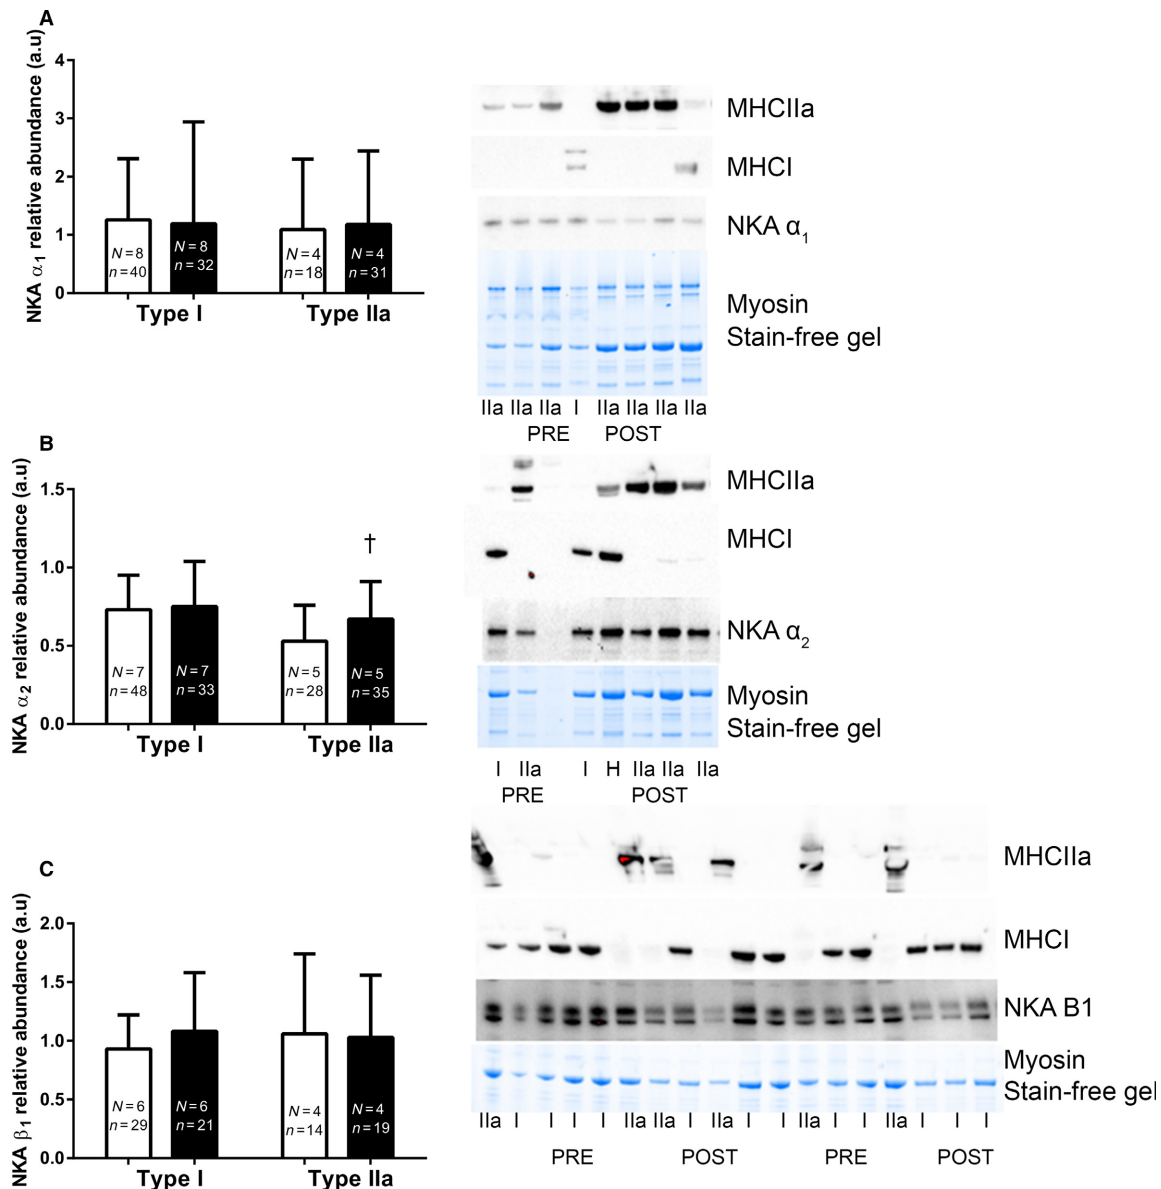 A
NKA α1 relative abundance (a.u)
4
3
2
1
0
N=8
n=40
N=8
n=32
N=4
n=18
N=4
n=31
Type I
Type IIa
MHCIIa
MHCI
NKA α1
Myosin
Stain-free gel
IIa IIa IIa I IIa IIa IIa IIa
PRE POST
B
NKA α2 relative abundance (a.u)
1.5
1.0
0.5
0.0
†
N=7
n=48
N=7
n=33
N=5
n=28
N=5
n=35
Type I
Type IIa
MHCIIa
MHCI
NKA α2
Myosin
Stain-free gel
I IIa I H IIa IIa IIa
PRE POST
C
NKA β1 relative abundance (a.u)
2.0
1.5
1.0
0.5
0.0
N=6
n=29
N=6
n=21
N=4
n=14
N=4
n=19
Type I
Type IIa
MHCIIa
MHCI
NKA B1
Myosin
Stain-free gel
IIa I I I I IIa IIa I IIa I I IIa I I IIa I I I
PRE POST PRE POST